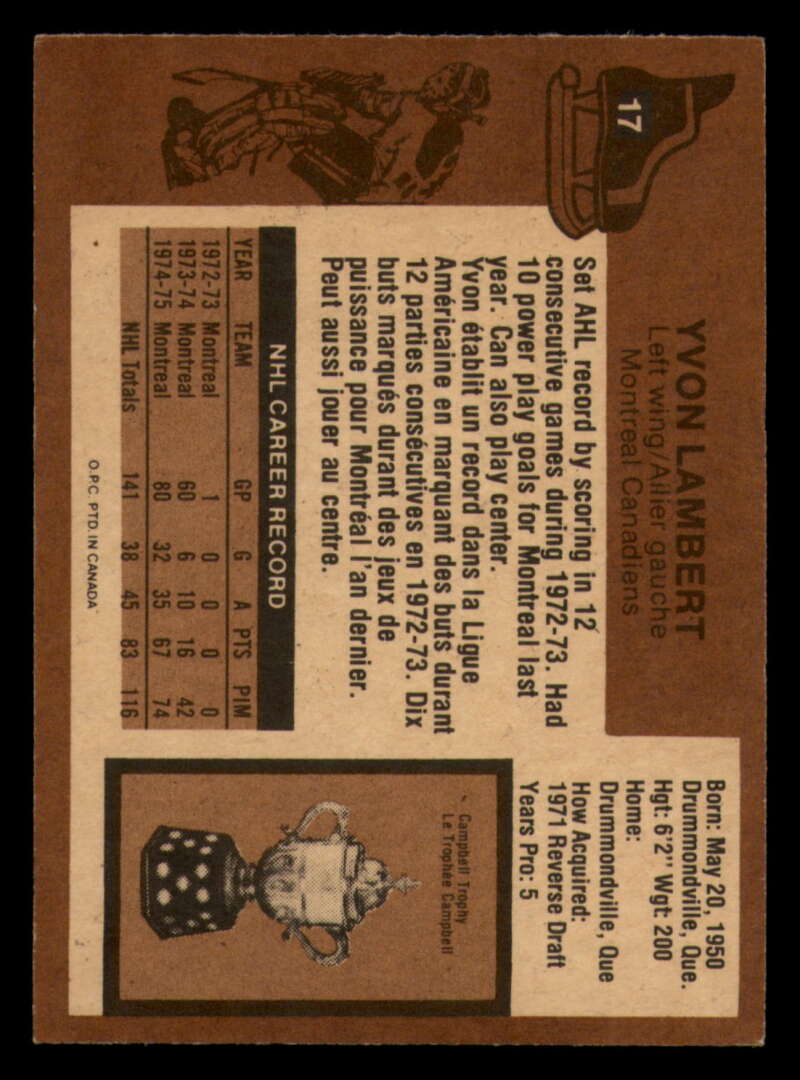 17
YVON LAMBERT
Left wing/Ailier gauche
Montreal Canadiens
Born: May 20, 1950
Drummondville, Que.
Hgt: 6'2" Wgt: 200
Home:
Drummondville, Que
How Acquired:
1971 Reverse Draft
Years Pro: 5
Set AHL record by scoring in 12
consecutive games during 1972-73. Had
10 power play goals for Montreal last
year. Can also play center.
Yvon établit un record dans la Ligue
Américaine en marquant des buts durant
12 parties consécutives en 1972-73. Dix
buts marqués durant des jeux de
puissance pour Montréal l'an dernier.
Peut aussi jouer au centre.
NHL CAREER RECORD
YEAR TEAM GP G A PTS PIM
1972-73 Montreal 1 0 0 0 0
1973-74 Montreal 60 6 10 16 42
1974-75 Montreal 80 32 35 67 74
NHL Totals 141 38 45 83 116
O.P.C. PTD. IN CANADA
Campbell Trophy
Le Trophée Campbell